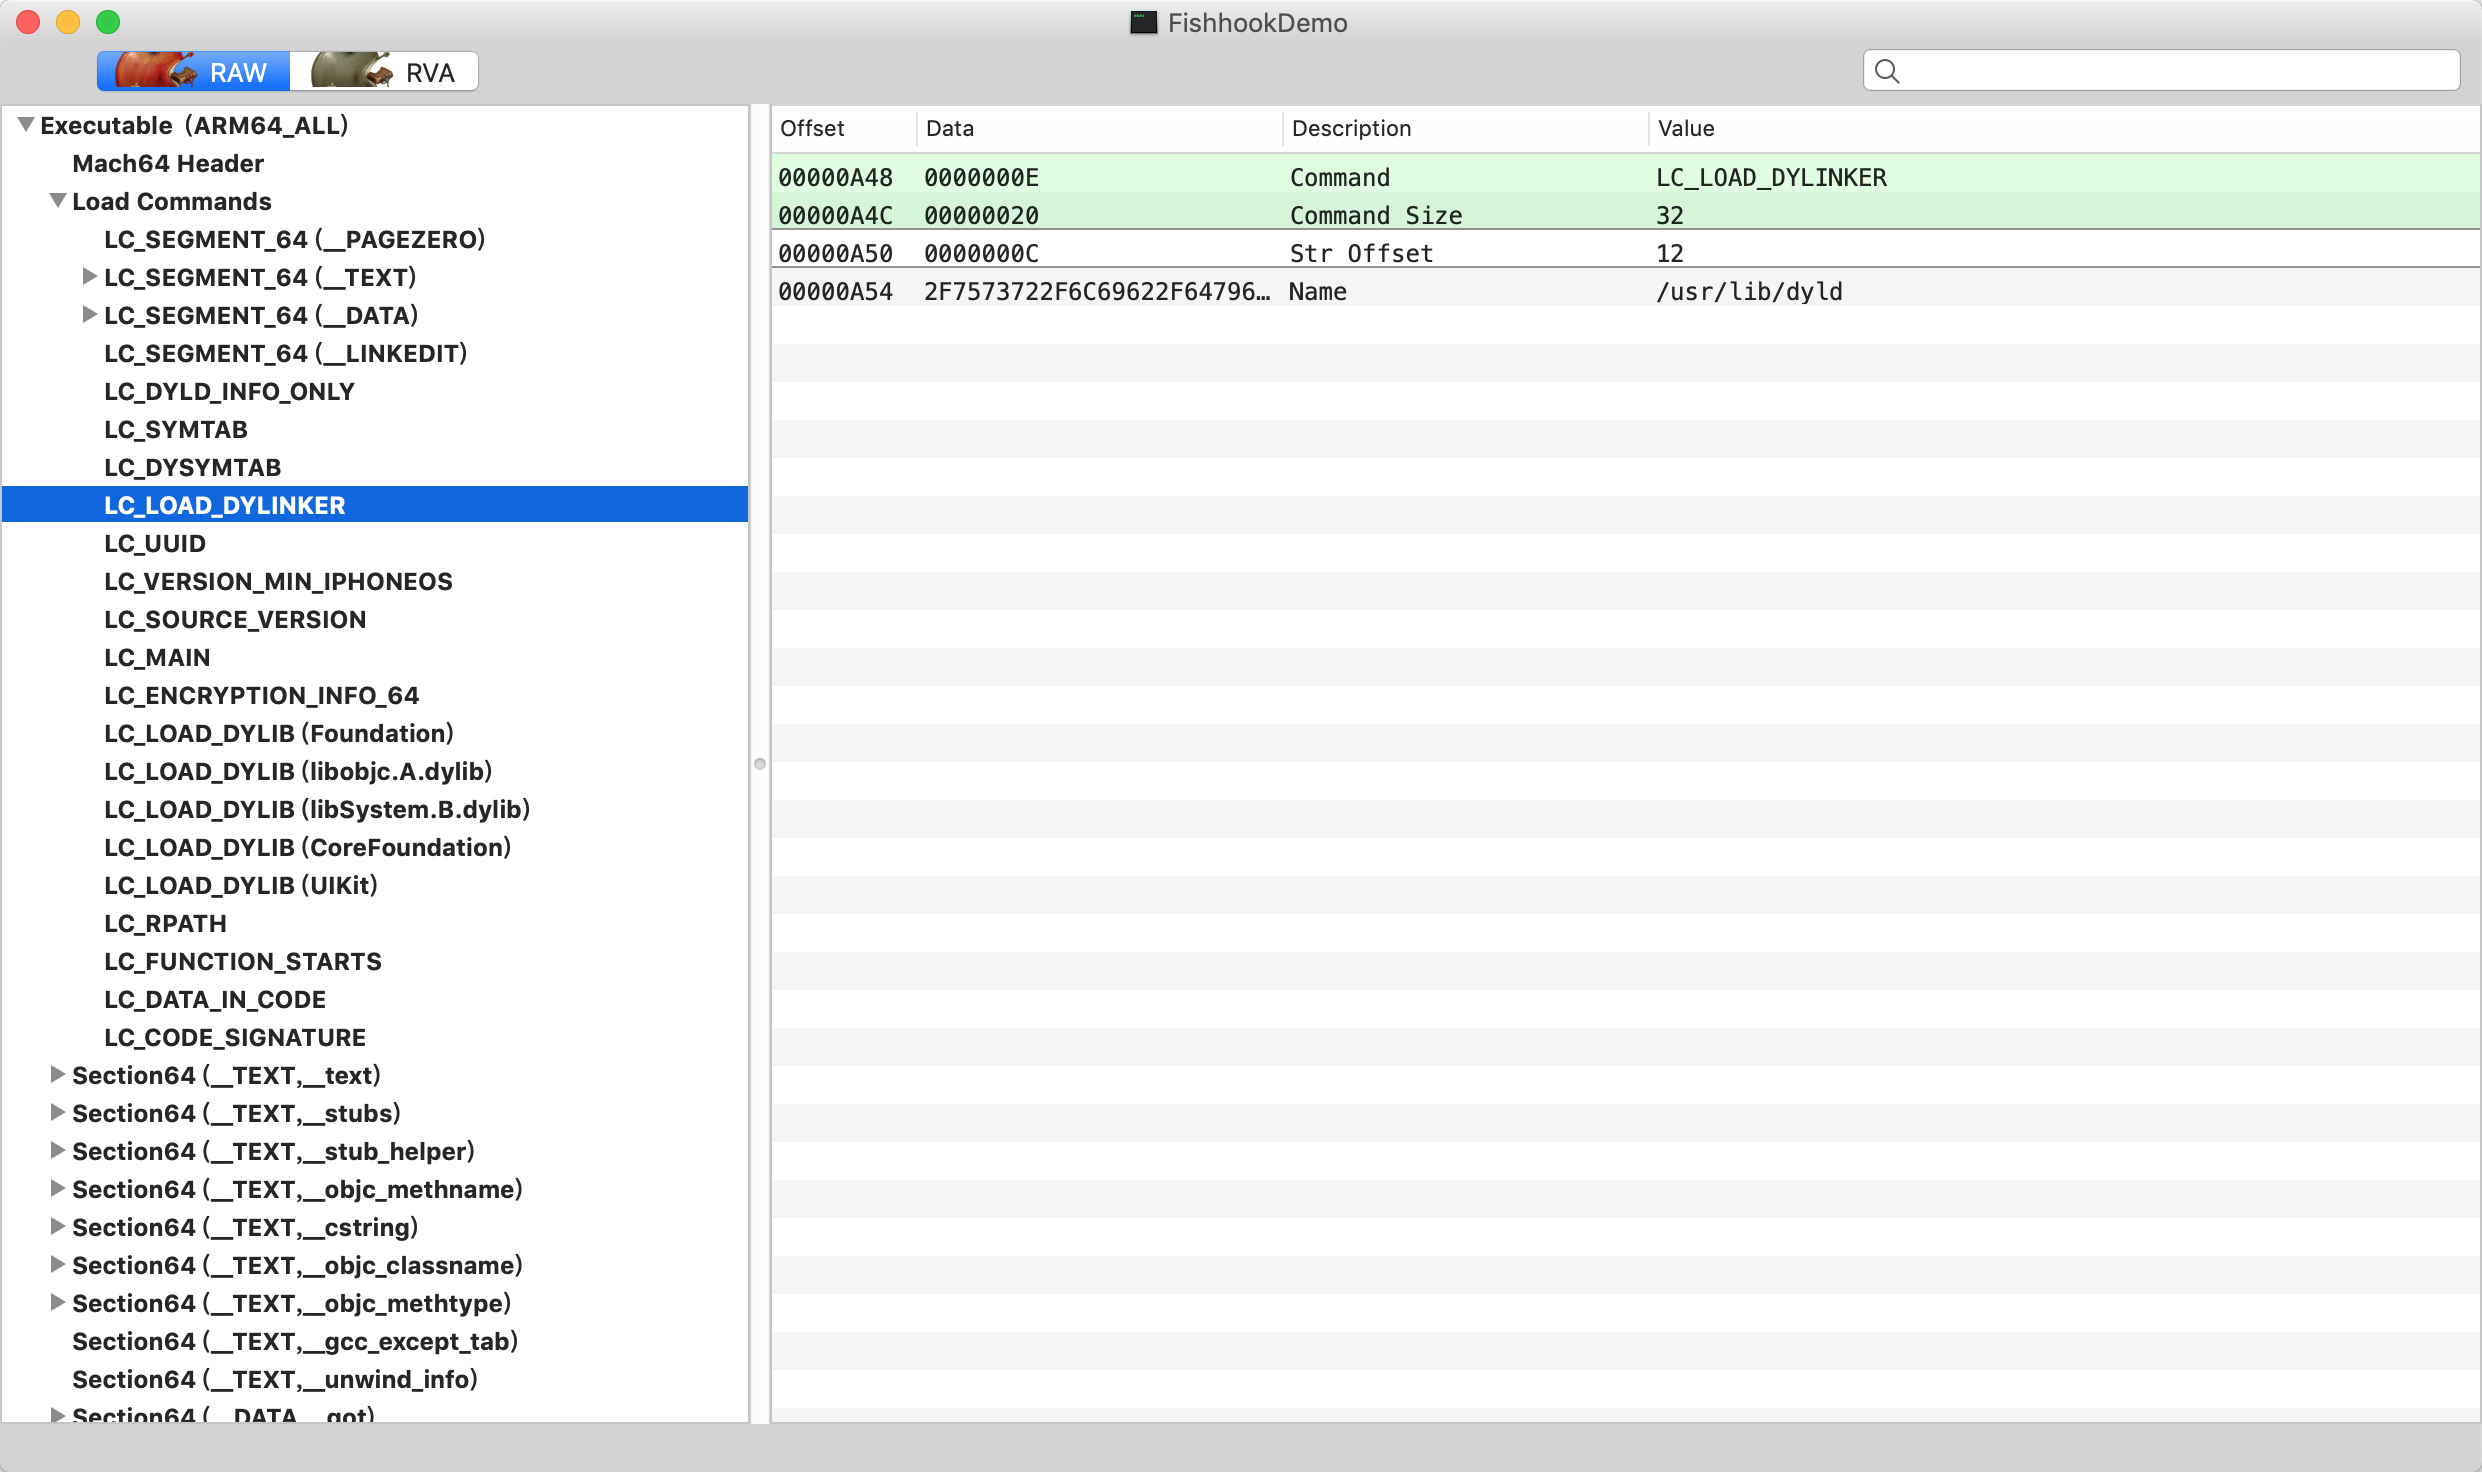 FishhookDemo
RAW RVA
Executable (ARM64_ALL)
Mach64 Header
Load Commands
LC_SEGMENT_64 (__PAGEZERO)
LC_SEGMENT_64 (__TEXT)
LC_SEGMENT_64 (__DATA)
LC_SEGMENT_64 (__LINKEDIT)
LC_DYLD_INFO_ONLY
LC_SYMTAB
LC_DYSYMTAB
LC_LOAD_DYLINKER
LC_UUID
LC_VERSION_MIN_IPHONEOS
LC_SOURCE_VERSION
LC_MAIN
LC_ENCRYPTION_INFO_64
LC_LOAD_DYLIB (Foundation)
LC_LOAD_DYLIB (libobjc.A.dylib)
LC_LOAD_DYLIB (libSystem.B.dylib)
LC_LOAD_DYLIB (CoreFoundation)
LC_LOAD_DYLIB (UIKit)
LC_RPATH
LC_FUNCTION_STARTS
LC_DATA_IN_CODE
LC_CODE_SIGNATURE
Section64 (__TEXT,__text)
Section64 (__TEXT,__stubs)
Section64 (__TEXT,__stub_helper)
Section64 (__TEXT,__objc_methname)
Section64 (__TEXT,__cstring)
Section64 (__TEXT,__objc_classname)
Section64 (__TEXT,__objc_methtype)
Section64 (__TEXT,__gcc_except_tab)
Section64 (__TEXT,__unwind_info)
Section64 (__DATA,__got)
Offset Data Description Value
00000A48 0000000E Command LC_LOAD_DYLINKER
00000A4C 00000020 Command Size 32
00000A50 0000000C Str Offset 12
00000A54 2F7573722F6C69622F64796… Name /usr/lib/dyld